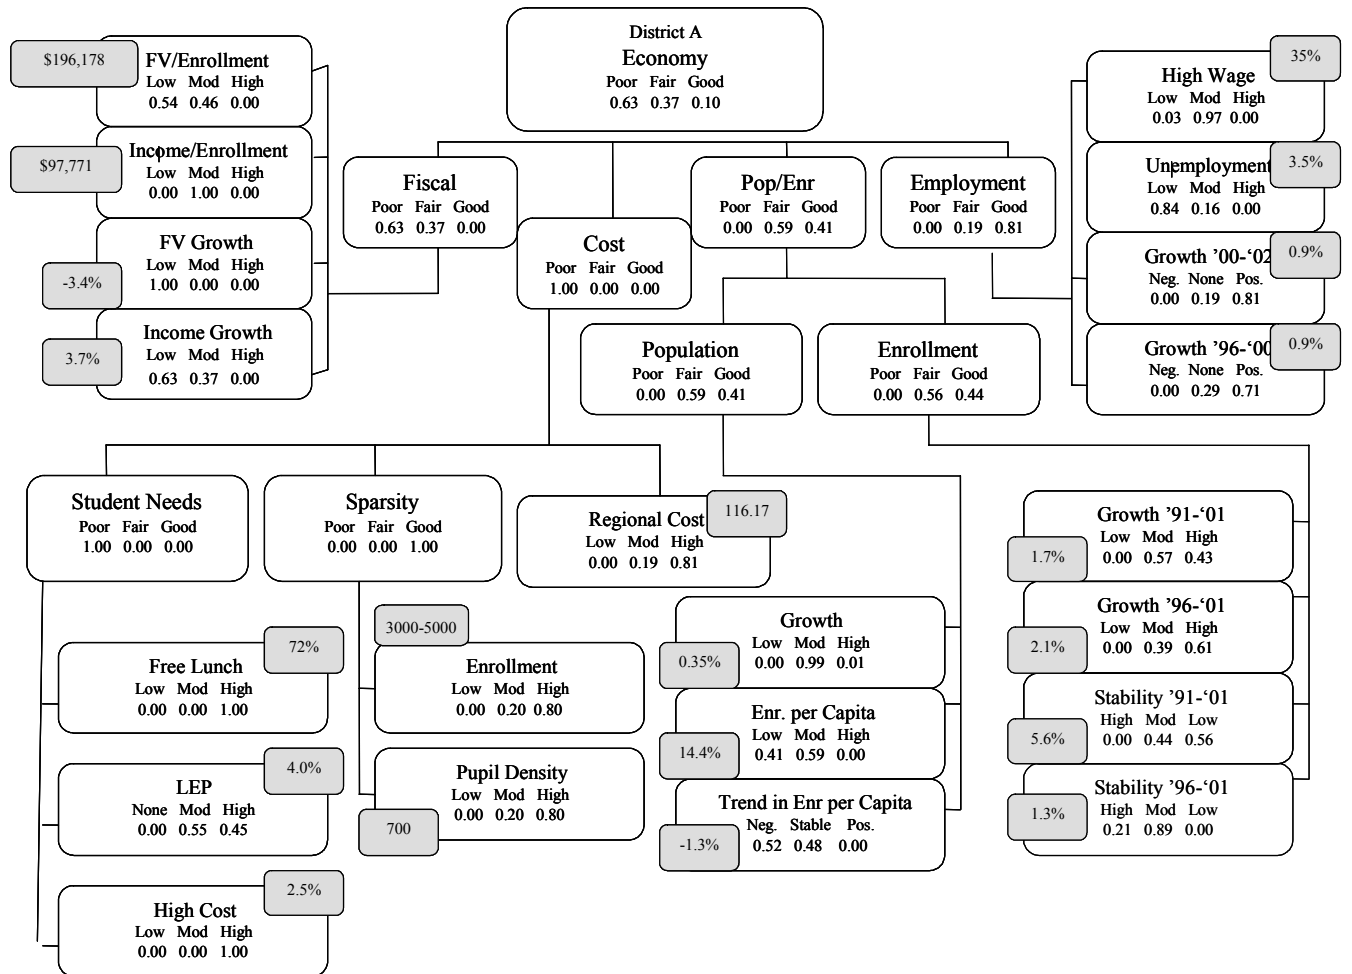 District A
Economy
Poor Fair Good
0.63 0.37 0.10
$196,178
FV/Enrollment
Low Mod High
0.54 0.46 0.00
$97,771
Income/Enrollment
Low Mod High
0.00 1.00 0.00
FV Growth
Low Mod High
-3.4%
1.00 0.00 0.00
Income Growth
3.7%
Low Mod High
0.63 0.37 0.00
Fiscal
Poor Fair Good
0.63 0.37 0.00
Cost
Poor Fair Good
1.00 0.00 0.00
Pop/Enr
Poor Fair Good
0.00 0.59 0.41
Employment
Poor Fair Good
0.00 0.19 0.81
35%
High Wage
Low Mod High
0.03 0.97 0.00
Unemployment
3.5%
Low Mod High
0.84 0.16 0.00
Growth ’00-‘02
0.9%
Neg. None Pos.
0.00 0.19 0.81
Growth ’96-‘00
0.9%
Neg. None Pos.
0.00 0.29 0.71
Population
Poor Fair Good
0.00 0.59 0.41
Enrollment
Poor Fair Good
0.00 0.56 0.44
Student Needs
Poor Fair Good
1.00 0.00 0.00
Sparsity
Poor Fair Good
0.00 0.00 1.00
Regional Cost
116.17
Low Mod High
0.00 0.19 0.81
72%
Free Lunch
Low Mod High
0.00 0.00 1.00
4.0%
LEP
None Mod High
0.00 0.55 0.45
2.5%
High Cost
Low Mod High
0.00 0.00 1.00
3000-5000
Enrollment
Low Mod High
0.00 0.20 0.80
Pupil Density
Low Mod High
0.00 0.20 0.80
700
Growth
Low Mod High
0.35%
0.00 0.99 0.01
Enr. per Capita
Low Mod High
14.4%
0.41 0.59 0.00
Trend in Enr per Capita
Neg. Stable Pos.
-1.3%
0.52 0.48 0.00
Growth ’91-‘01
Low Mod High
1.7%
0.00 0.57 0.43
Growth ’96-‘01
Low Mod High
2.1%
0.00 0.39 0.61
Stability ’91-‘01
High Mod Low
5.6%
0.00 0.44 0.56
Stability ’96-‘01
1.3%
High Mod Low
0.21 0.89 0.00